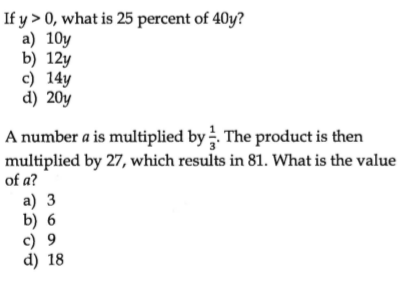 If y > 0, what is 25 percent of 40y?
a) 10y
b) 12y
c) 14y
d) 20y
A number a is multiplied by 1/3. The product is then
multiplied by 27, which results in 81. What is the value
of a?
a) 3
b) 6
c) 9
d) 18